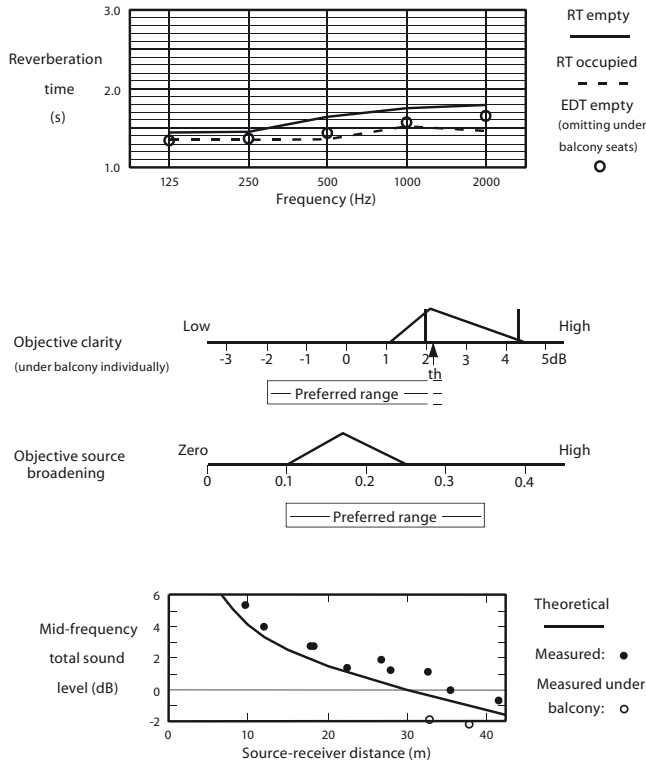 3.0
2.0
1.0
Reverberation
time
(s)
125 250 500 1000 2000
Frequency (Hz)
RT empty
RT occupied
EDT empty
(omitting under
balcony seats)
Objective clarity
(under balcony individually)
Low
High
-3 -2 -1 0 1 2 3 4 5dB
th
Preferred range
Objective source
broadening
Zero
High
0 0.1 0.2 0.3 0.4
Preferred range
Mid-frequency
total sound
level (dB)
6
4
2
0
-2
0 10 20 30 40
Source-receiver distance (m)
Theoretical
Measured:
Measured under
balcony: